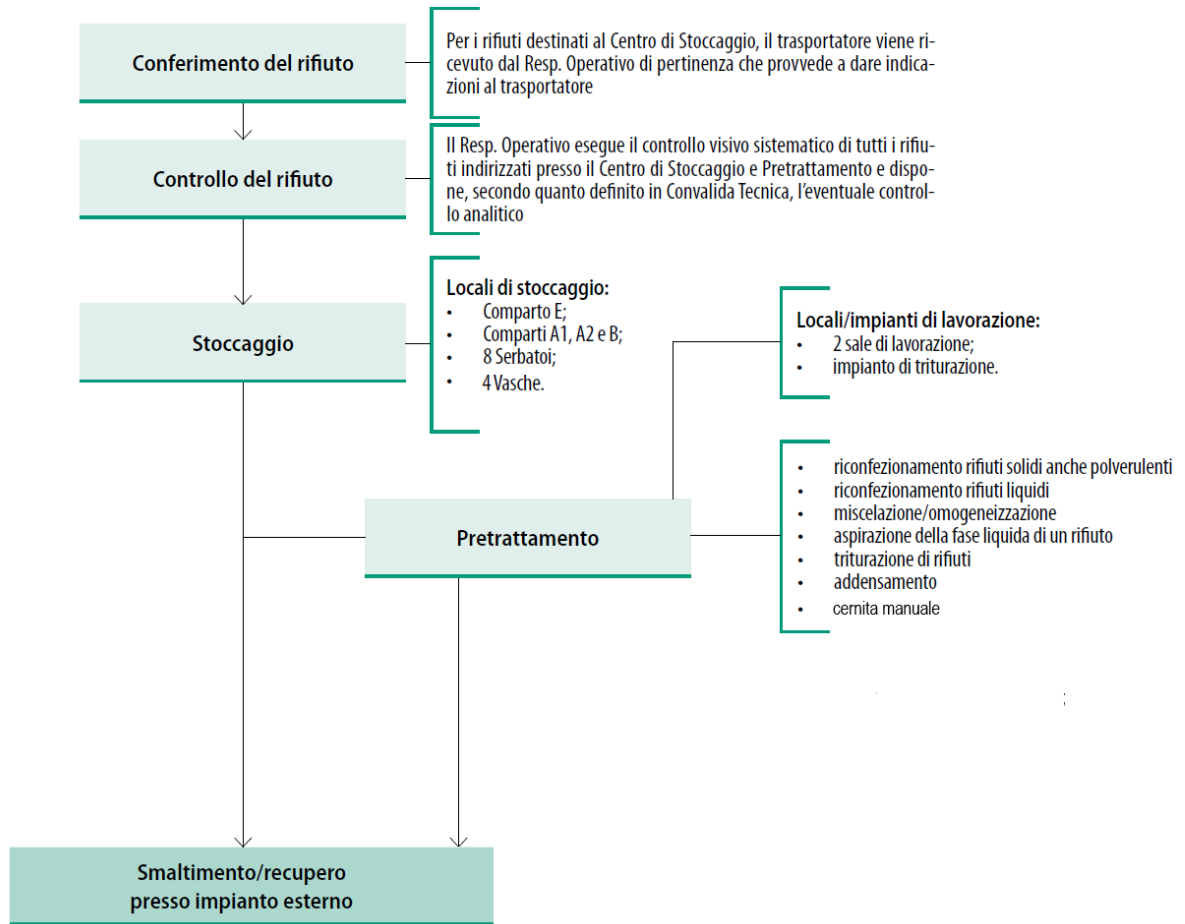 Conferimento del rifiuto
Per i rifiuti destinati al Centro di Stoccaggio, il trasportatore viene ri-
cevuto dal Resp. Operativo di pertinenza che provvede a dare indica-
zioni al trasportatore
Controllo del rifiuto
Il Resp. Operativo esegue il controllo visivo sistematico di tutti i rifiu-
ti indirizzati presso il Centro di Stoccaggio e Pretrattamento e dispo-
ne, secondo quanto definito in Convalida Tecnica, l'eventuale control-
lo analitico
Stoccaggio
Locali di stoccaggio:
• Comparto E;
• Comparti A1, A2 e B;
• 8 Serbatoi;
• 4 Vasche.
Locali/impianti di lavorazione:
• 2 sale di lavorazione;
• impianto di triturazione.
Pretrattamento
• riconfezionamento rifiuti solidi anche polverulenti
• riconfezionamento rifiuti liquidi
• miscelazione/omogeneizzazione
• aspirazione della fase liquida di un rifiuto
• triturazione di rifiuti
• addensamento
• cernita manuale
;
Smaltimento/recupero
presso impianto esterno